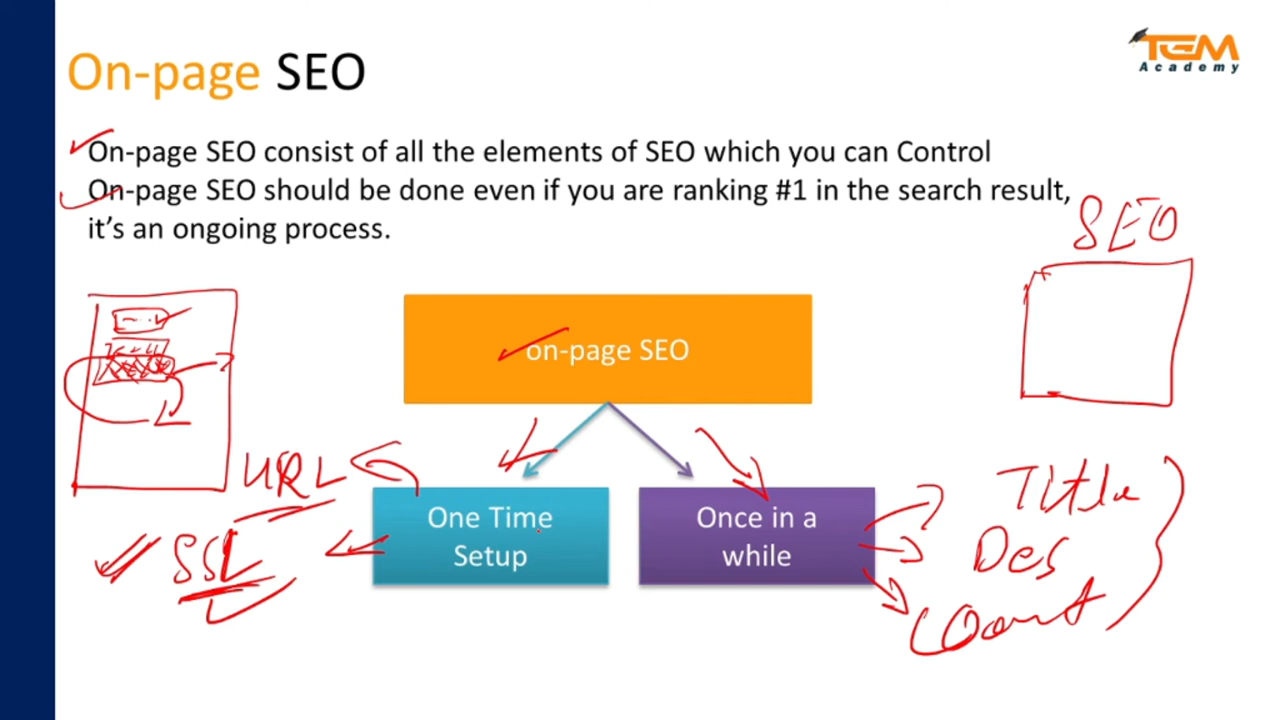 TGM
Academy
On-page SEO
On-page SEO consist of all the elements of SEO which you can Control
On-page SEO should be done even if you are ranking #1 in the search result,
it's an ongoing process.
SEO
on-page SEO
URL
SSL
One Time
Setup
Once in a
while
Title
Des